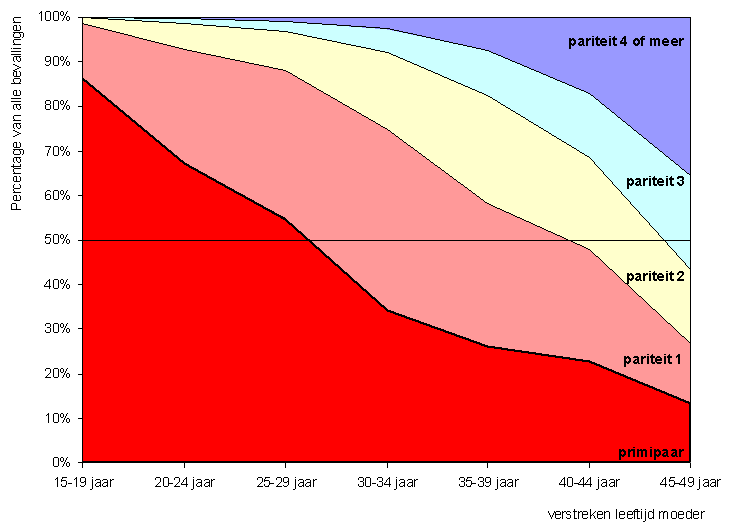 Percentage van alle bevallingen
100%
90%
80%
70%
60%
50%
40%
30%
20%
10%
0%
pariteit 4 of meer
pariteit 3
pariteit 2
pariteit 1
primipaar
15-19 jaar 20-24 jaar 25-29 jaar 30-34 jaar 35-39 jaar 40-44 jaar 45-49 jaar
verstreken leeftijd moeder